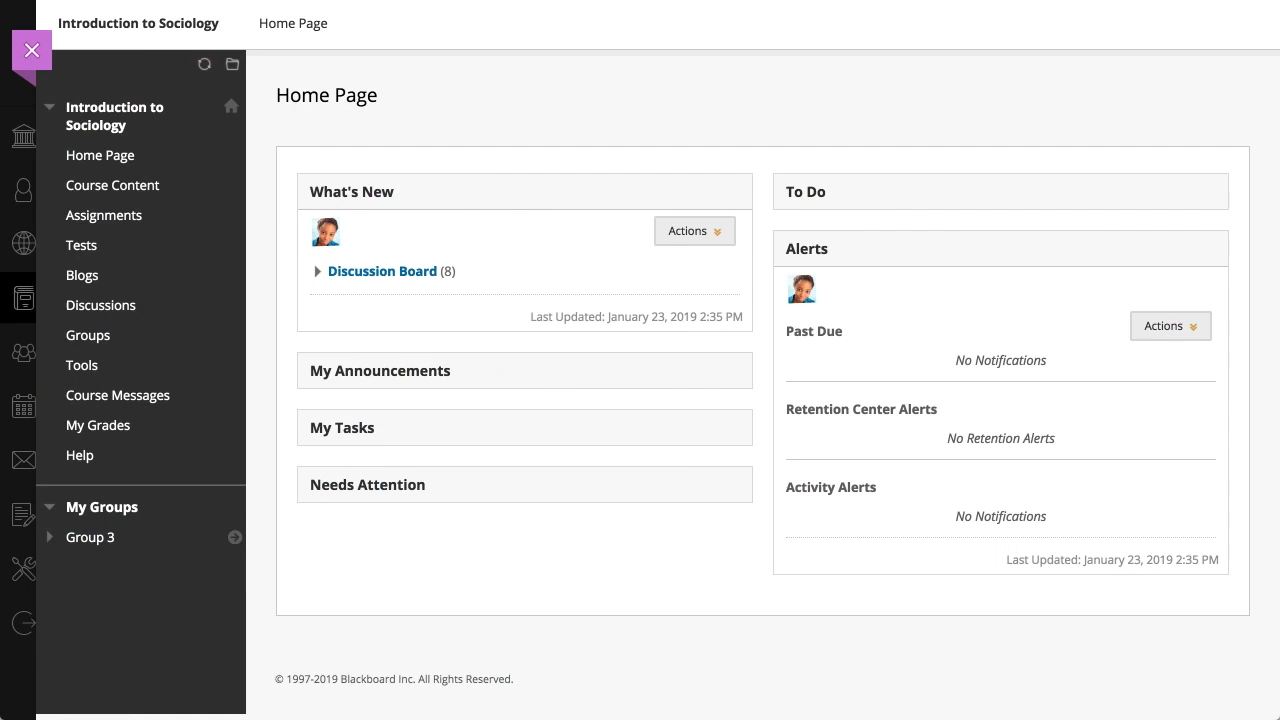 Introduction to Sociology
Home Page
Introduction to
Sociology
Home Page
Course Content
Assignments
Tests
Blogs
Discussions
Groups
Tools
Course Messages
My Grades
Help
My Groups
Group 3
Home Page
What's New
Actions
Discussion Board (8)
Last Updated: January 23, 2019 2:35 PM
My Announcements
My Tasks
Needs Attention
To Do
Alerts
Actions
Past Due
No Notifications
Retention Center Alerts
No Retention Alerts
Activity Alerts
No Notifications
Last Updated: January 23, 2019 2:35 PM
© 1997-2019 Blackboard Inc. All Rights Reserved.